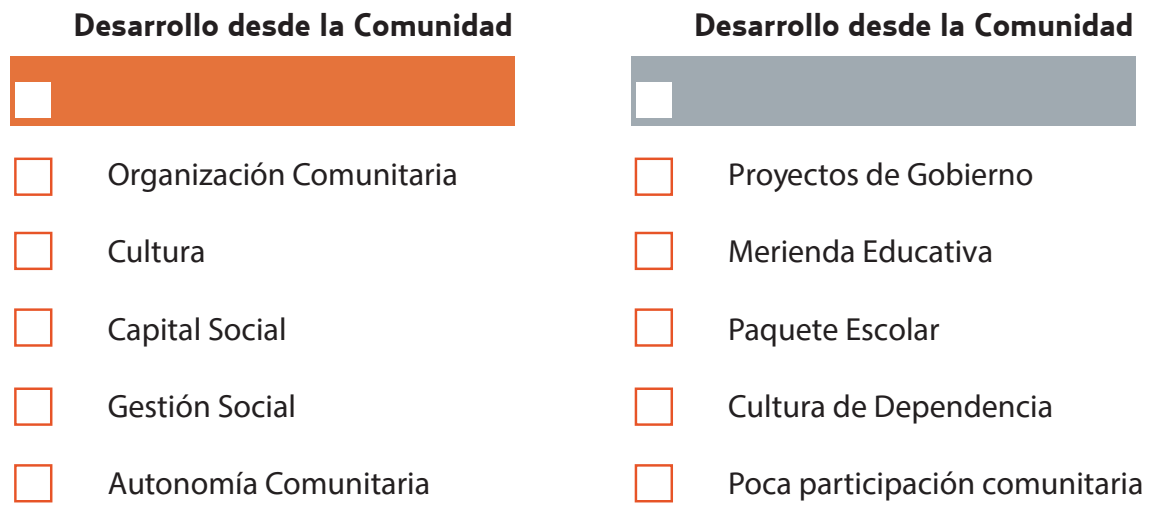 Desarrollo desde la Comunidad
Organización Comunitaria
Cultura
Capital Social
Gestión Social
Autonomía Comunitaria
Desarrollo desde la Comunidad
Proyectos de Gobierno
Merienda Educativa
Paquete Escolar
Cultura de Dependencia
Poca participación comunitaria